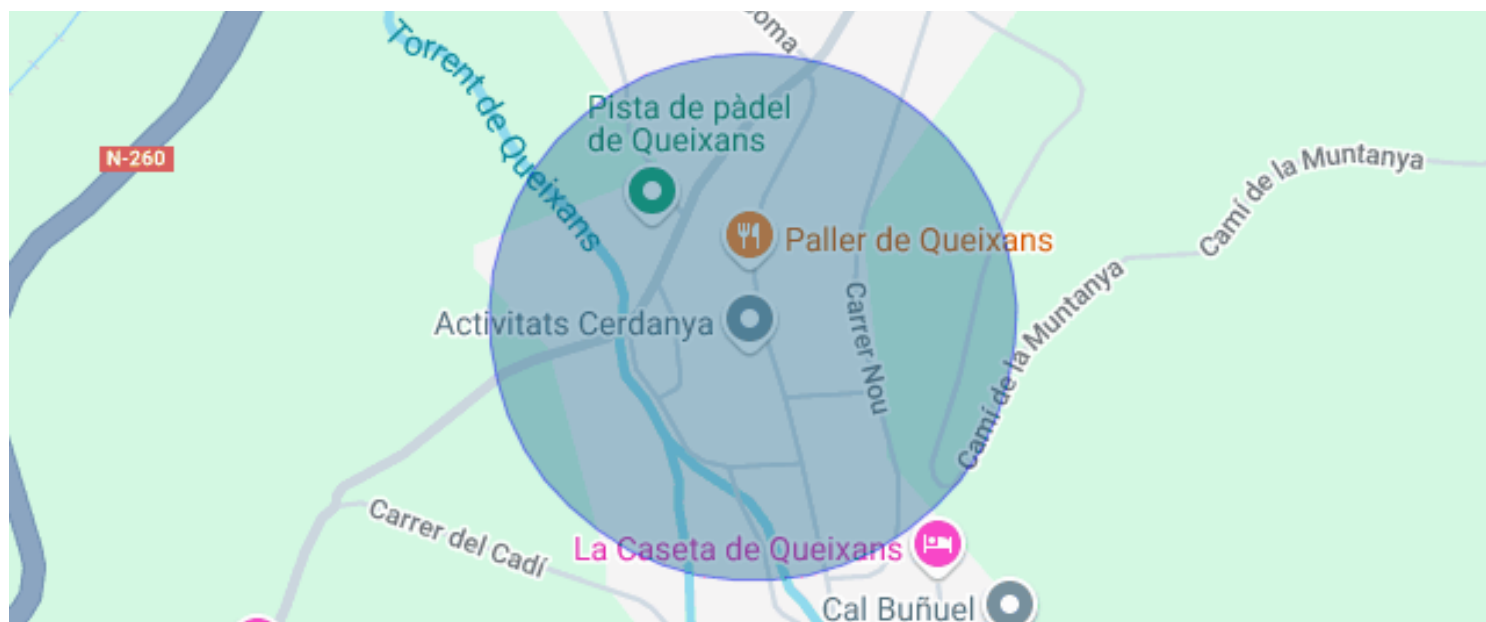 oma
Torrent de Queixans
Pista de pàdel
de Queixans
N-260
Camí de la Muntanya
Paller de Queixans
Camí de la Muntanya
Activitats Cerdanya
Carrer Nou
Carrer del Cadí
La Caseta de Queixans
Cal Buñuel